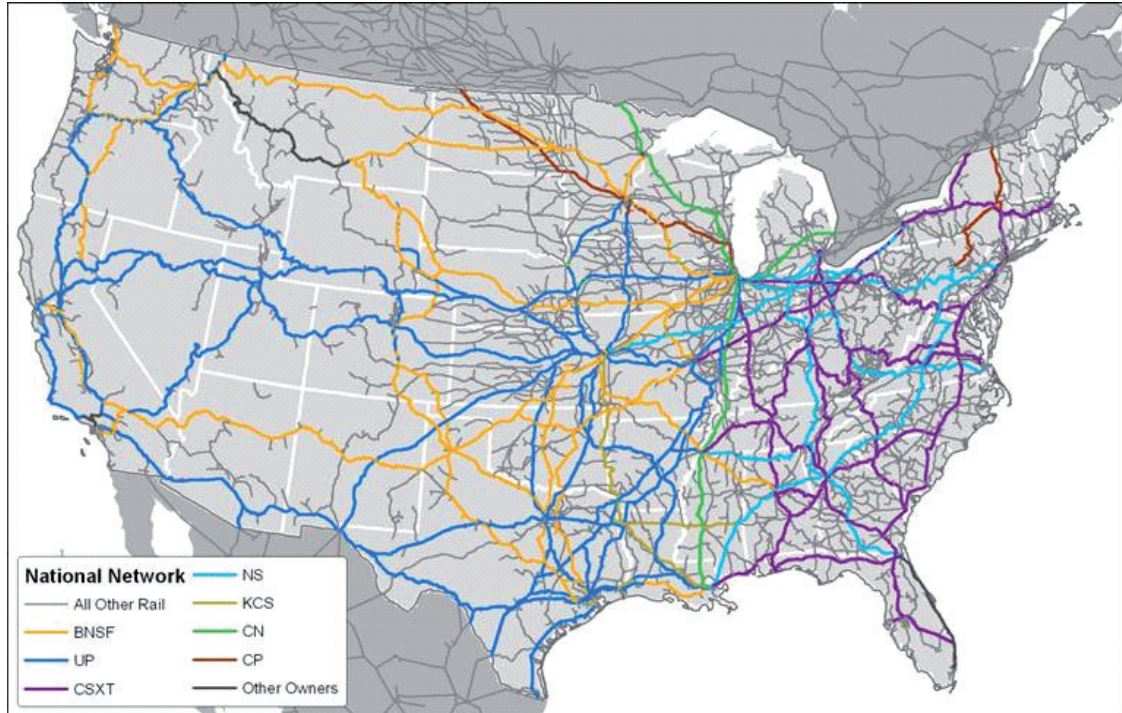 National Network
All Other Rail
BNSF
UP
CSXT
NS
KCS
CN
CP
Other Owners